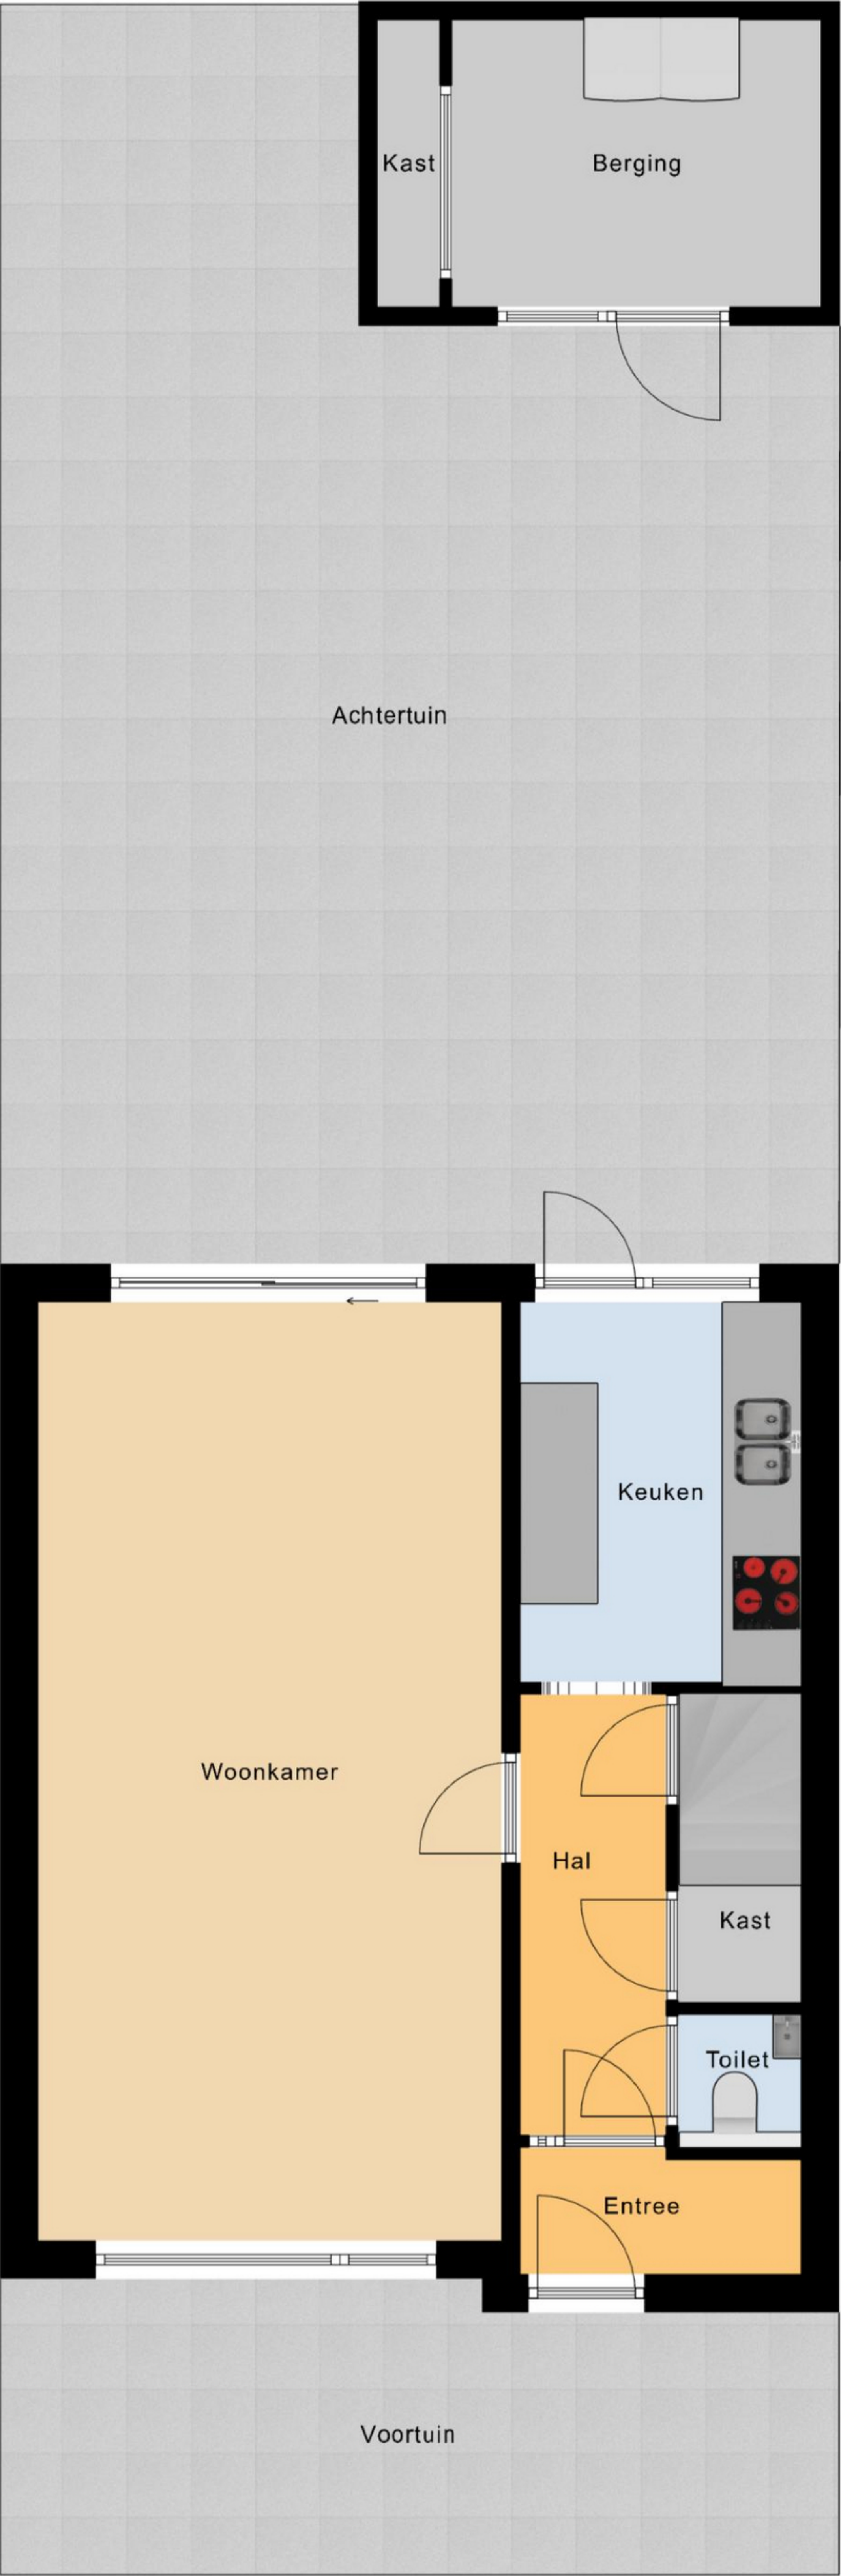 Kast
Berging
Achtertuin
Keuken
Woonkamer
Hal
Kast
Toilet
Entree
Voortuin